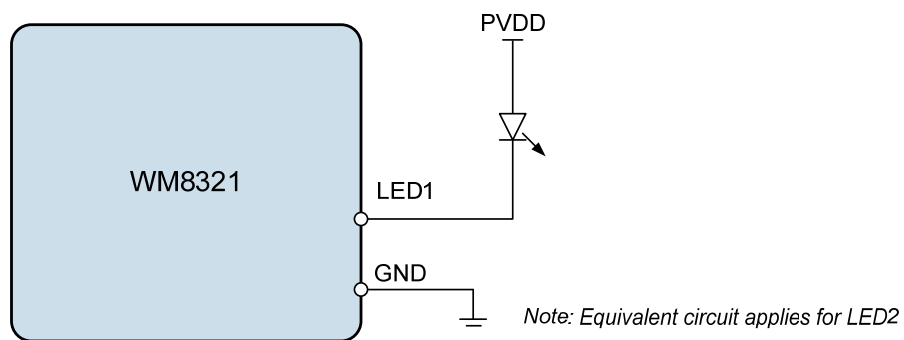 PVDD
WM8321
LED1
GND
Note: Equivalent circuit applies for LED2